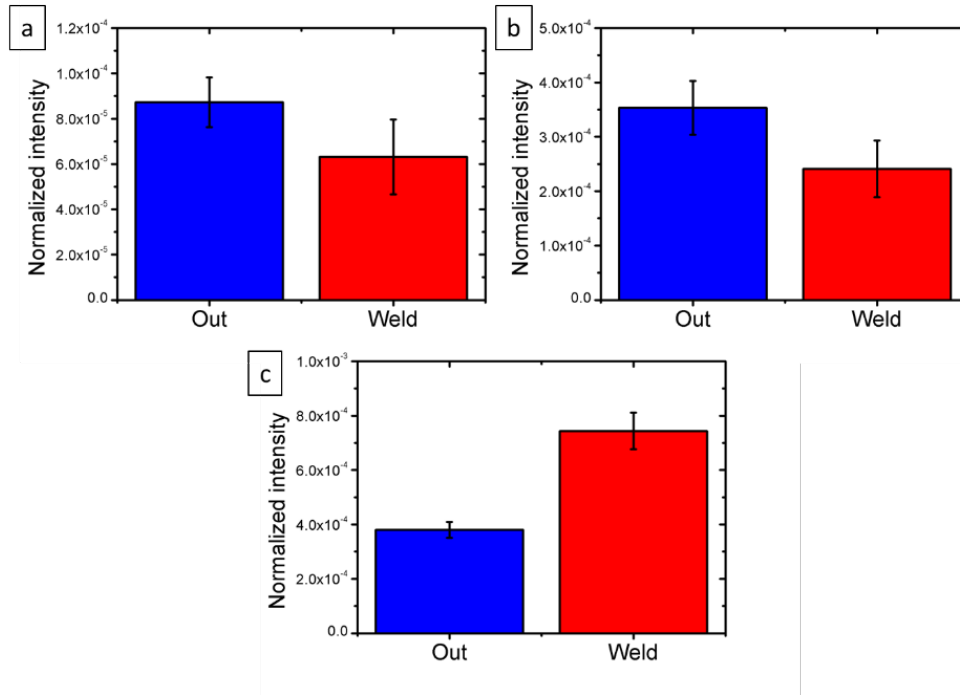 a
Normalized intensity
1.2x10⁻⁴
1.0x10⁻⁴
8.0x10⁻⁵
6.0x10⁻⁵
4.0x10⁻⁵
2.0x10⁻⁵
0.0
Out
Weld
b
Normalized intensity
5.0x10⁻⁴
4.0x10⁻⁴
3.0x10⁻⁴
2.0x10⁻⁴
1.0x10⁻⁴
0.0
Out
Weld
c
Normalized intensity
1.0x10⁻³
8.0x10⁻⁴
6.0x10⁻⁴
4.0x10⁻⁴
2.0x10⁻⁴
0.0
Out
Weld